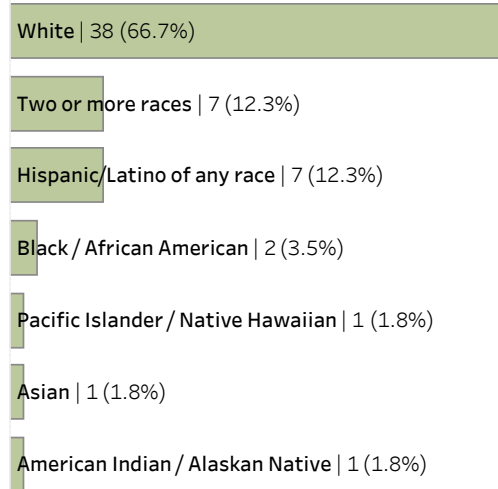 White | 38 (66.7%)
Two or more races | 7 (12.3%)
Hispanic/Latino of any race | 7 (12.3%)
Black / African American | 2 (3.5%)
Pacific Islander / Native Hawaiian | 1 (1.8%)
Asian | 1 (1.8%)
American Indian / Alaskan Native | 1 (1.8%)